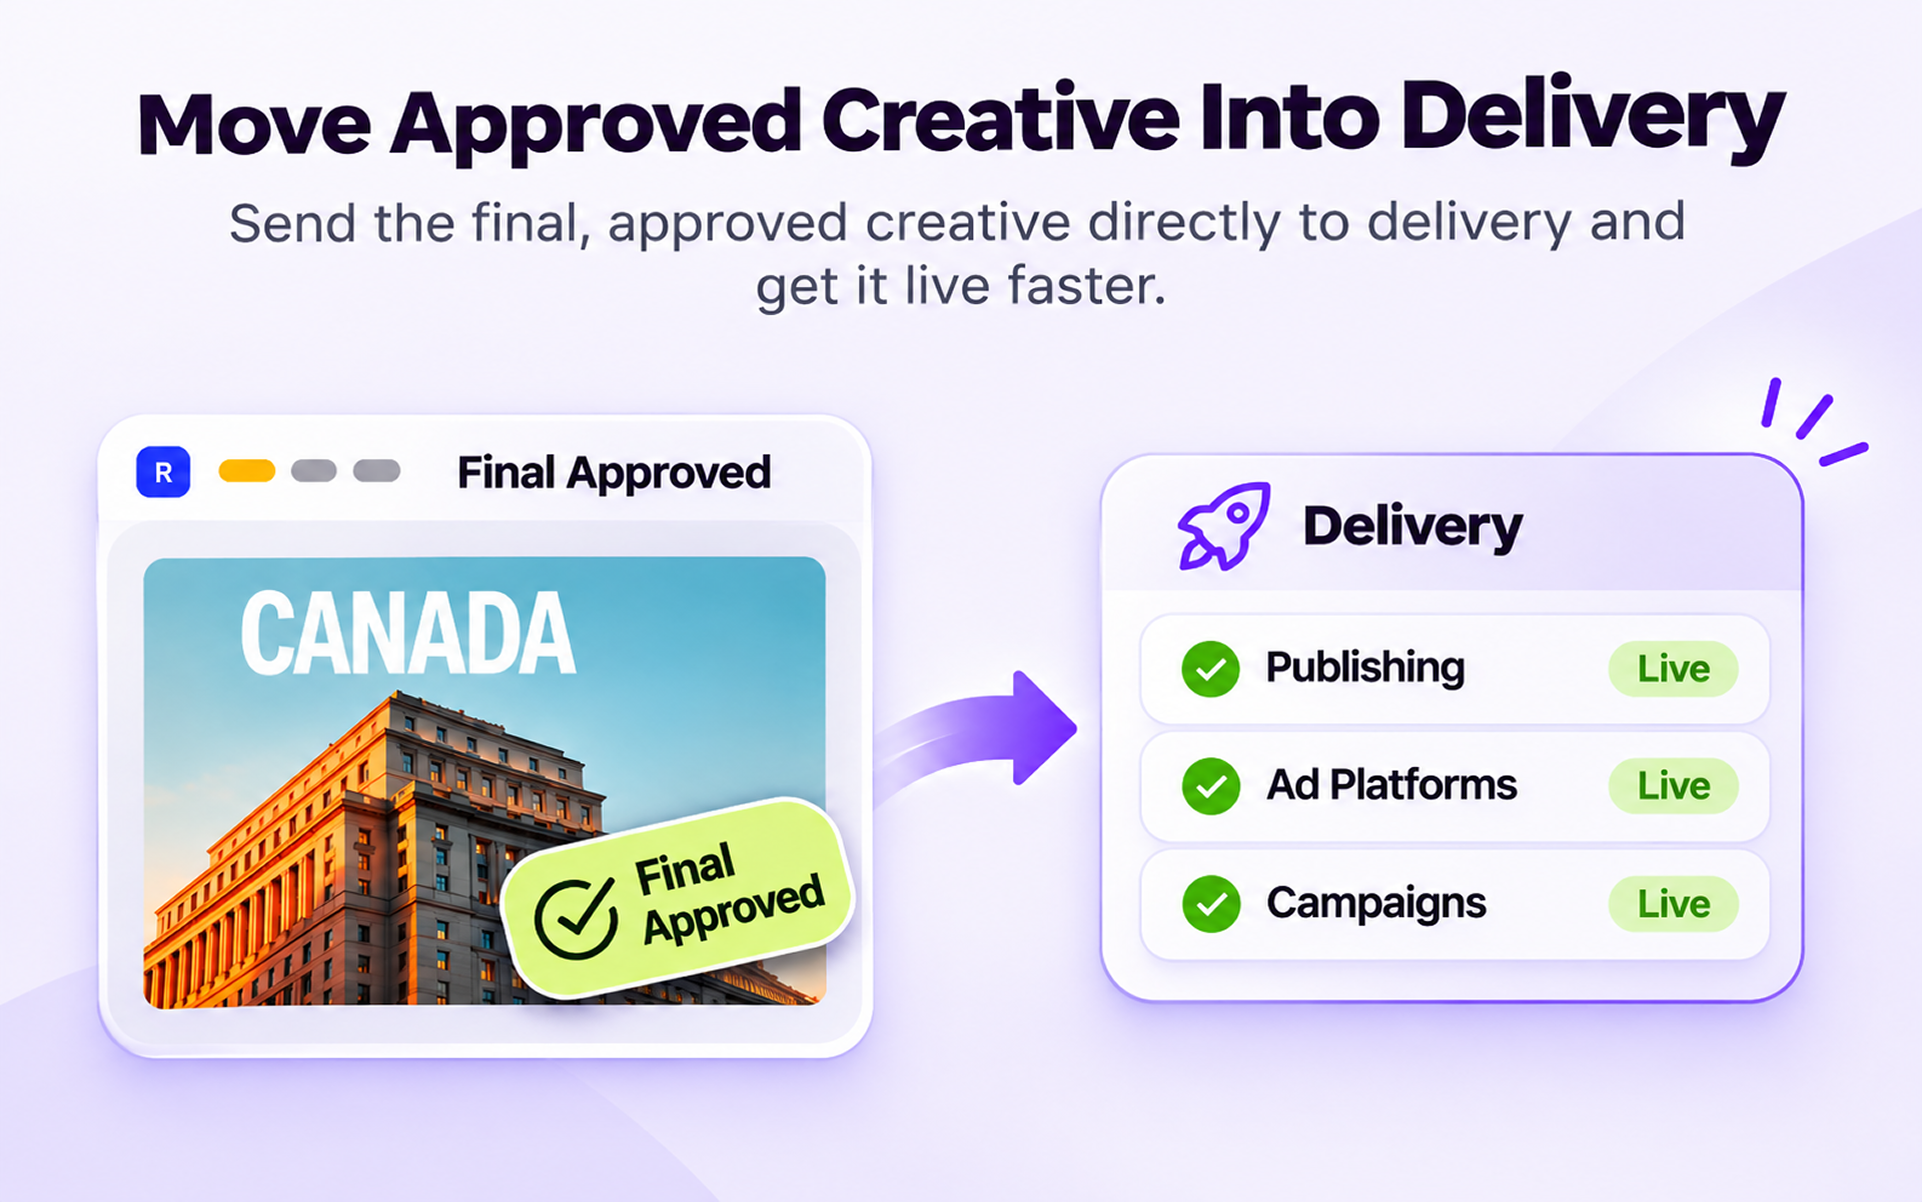 Move Approved Creative Into Delivery
Send the final, approved creative directly to delivery and
get it live faster.
R
Final Approved
CANADA
Final
Approved
Delivery
Publishing
Live
Ad Platforms
Live
Campaigns
Live